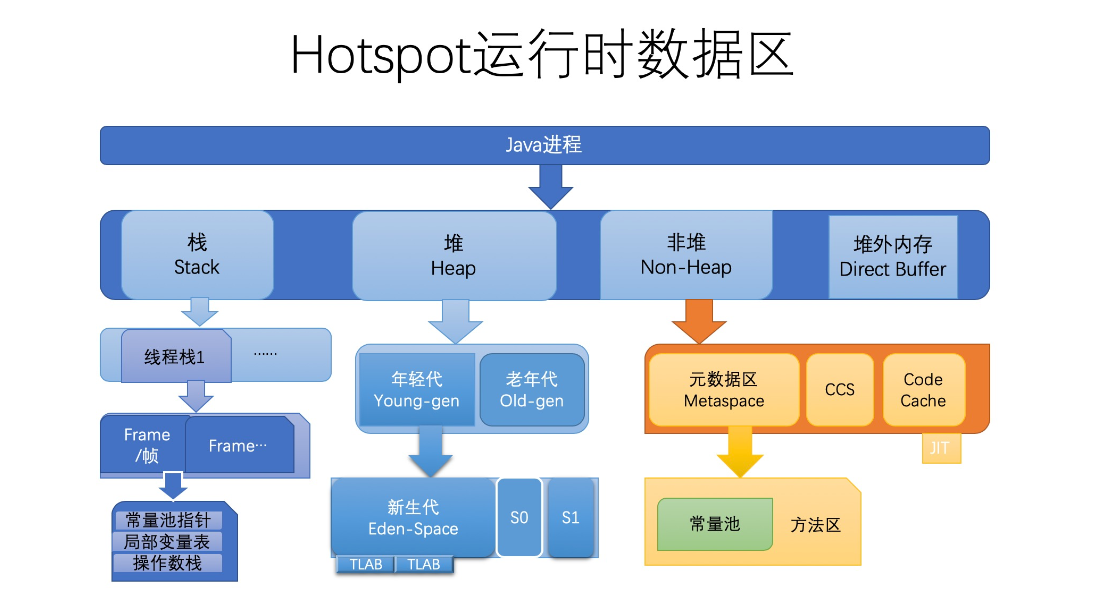 Hotspot运行时数据区
Java进程
栈
Stack
堆
Heap
非堆
Non-Heap
堆外内存
Direct Buffer
线程栈1
……
年轻代
Young-gen
老年代
Old-gen
元数据区
Metaspace
CCS
Code
Cache
JIT
Frame
/帧
Frame…
常量池指针
局部变量表
操作数栈
新生代
Eden-Space
S0
S1
TLAB
TLAB
常量池
方法区